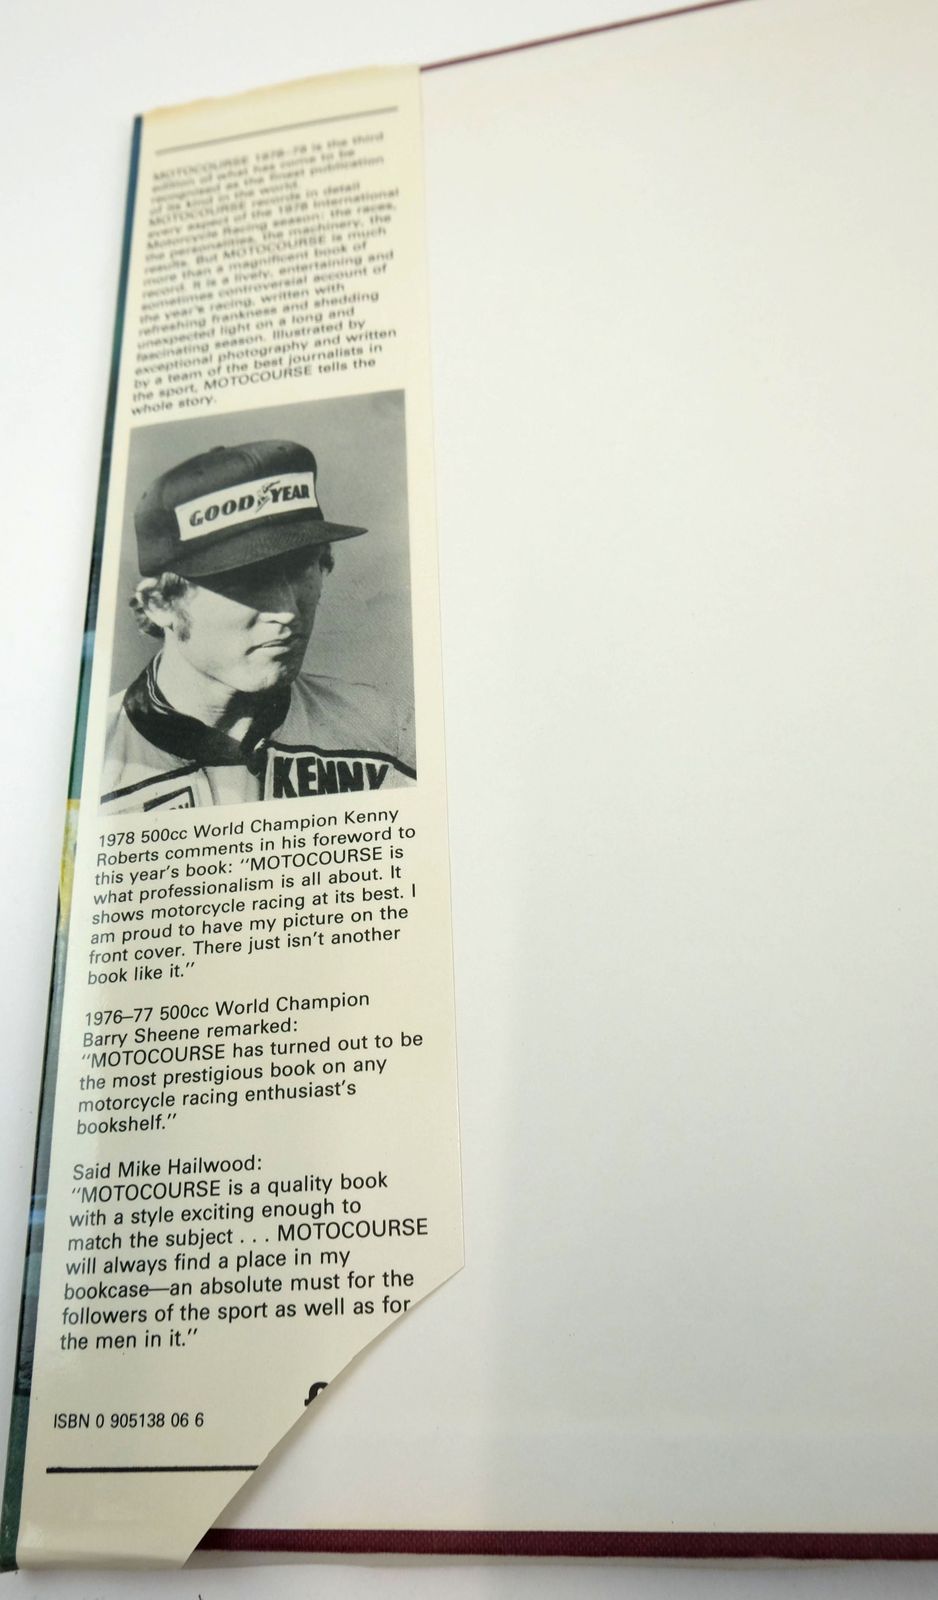 MOTOCOURSE 1978–79 is the third
edition of what has come to be
recognised as the finest publication
of its kind in the world.
MOTOCOURSE records in detail
every aspect of the 1978 International
Motorcycle Racing season: the races,
the personalities, the machinery, the
results. But MOTOCOURSE is much
more than a magnificent book of
record. It is a lively, entertaining and
sometimes controversial account of
the year's racing, written with
refreshing frankness and shedding
unexpected light on a long and
fascinating season. Illustrated by
exceptional photography and written
by a team of the best journalists in
the sport, MOTOCOURSE tells the
whole story.
GOOD YEAR
KENNY
1978 500cc World Champion Kenny
Roberts comments in his foreword to
this year's book: "MOTOCOURSE is
what professionalism is all about. It
shows motorcycle racing at its best. I
am proud to have my picture on the
front cover. There just isn't another
book like it."
1976–77 500cc World Champion
Barry Sheene remarked:
"MOTOCOURSE has turned out to be
the most prestigious book on any
motorcycle racing enthusiast's
bookshelf."
Said Mike Hailwood:
"MOTOCOURSE is a quality book
with a style exciting enough to
match the subject . . . MOTOCOURSE
will always find a place in my
bookcase—an absolute must for the
followers of the sport as well as for
the men in it."
£
ISBN 0 905138 06 6